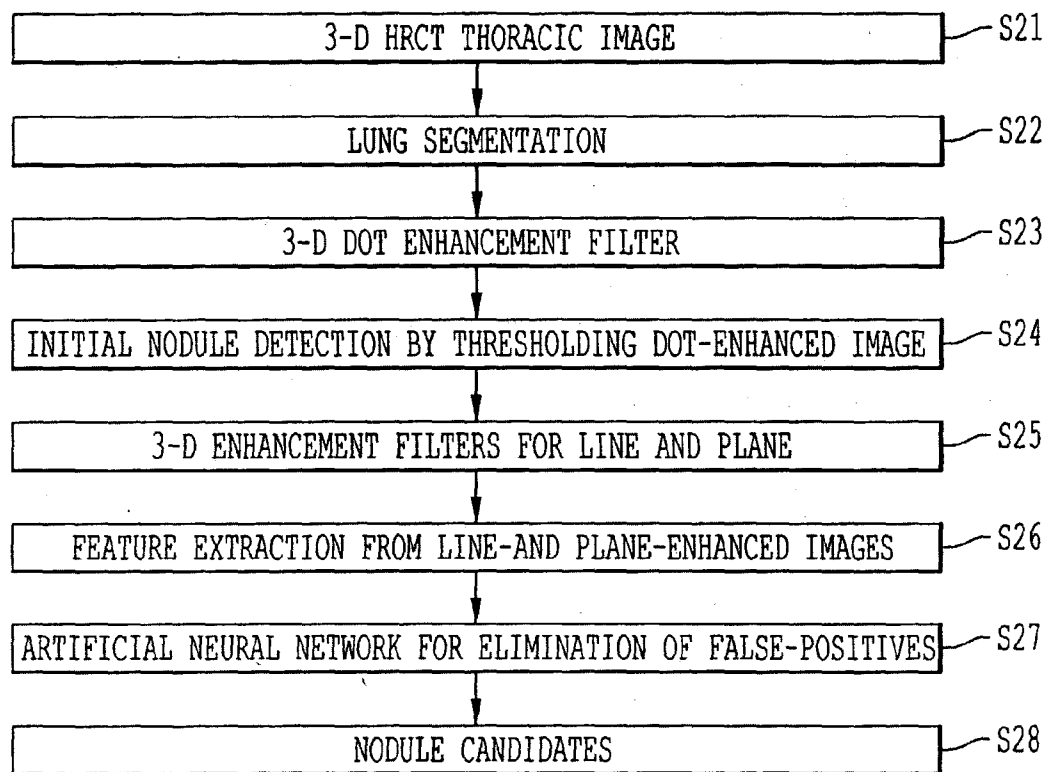 3-D HRCT THORACIC IMAGE S21
LUNG SEGMENTATION S22
3-D DOT ENHANCEMENT FILTER S23
INITIAL NODULE DETECTION BY THRESHOLDING DOT-ENHANCED IMAGE S24
3-D ENHANCEMENT FILTERS FOR LINE AND PLANE S25
FEATURE EXTRACTION FROM LINE-AND PLANE-ENHANCED IMAGES S26
ARTIFICIAL NEURAL NETWORK FOR ELIMINATION OF FALSE-POSITIVES S27
NODULE CANDIDATES S28